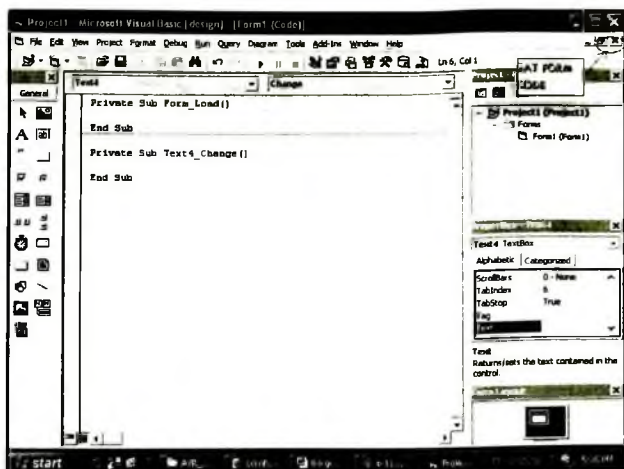 Project1 - Microsoft Visual Basic [design] - [Form1 (Code)]
File Edit View Project Format Debug Run Query Diagram Tools Add-Ins Window Help
Ln 6, Col 1
General
Text4
Change
Private Sub Form_Load()
End Sub
Private Sub Text4_Change()
End Sub
Project1 (Project1)
Forms
Form1 (Form1)
Text4 TextBox
Alphabetic Categorized
ScrollBars 0 - None
TabIndex 6
TabStop True
Tag
Text
Text
Returns/sets the text contained in the
control.
start